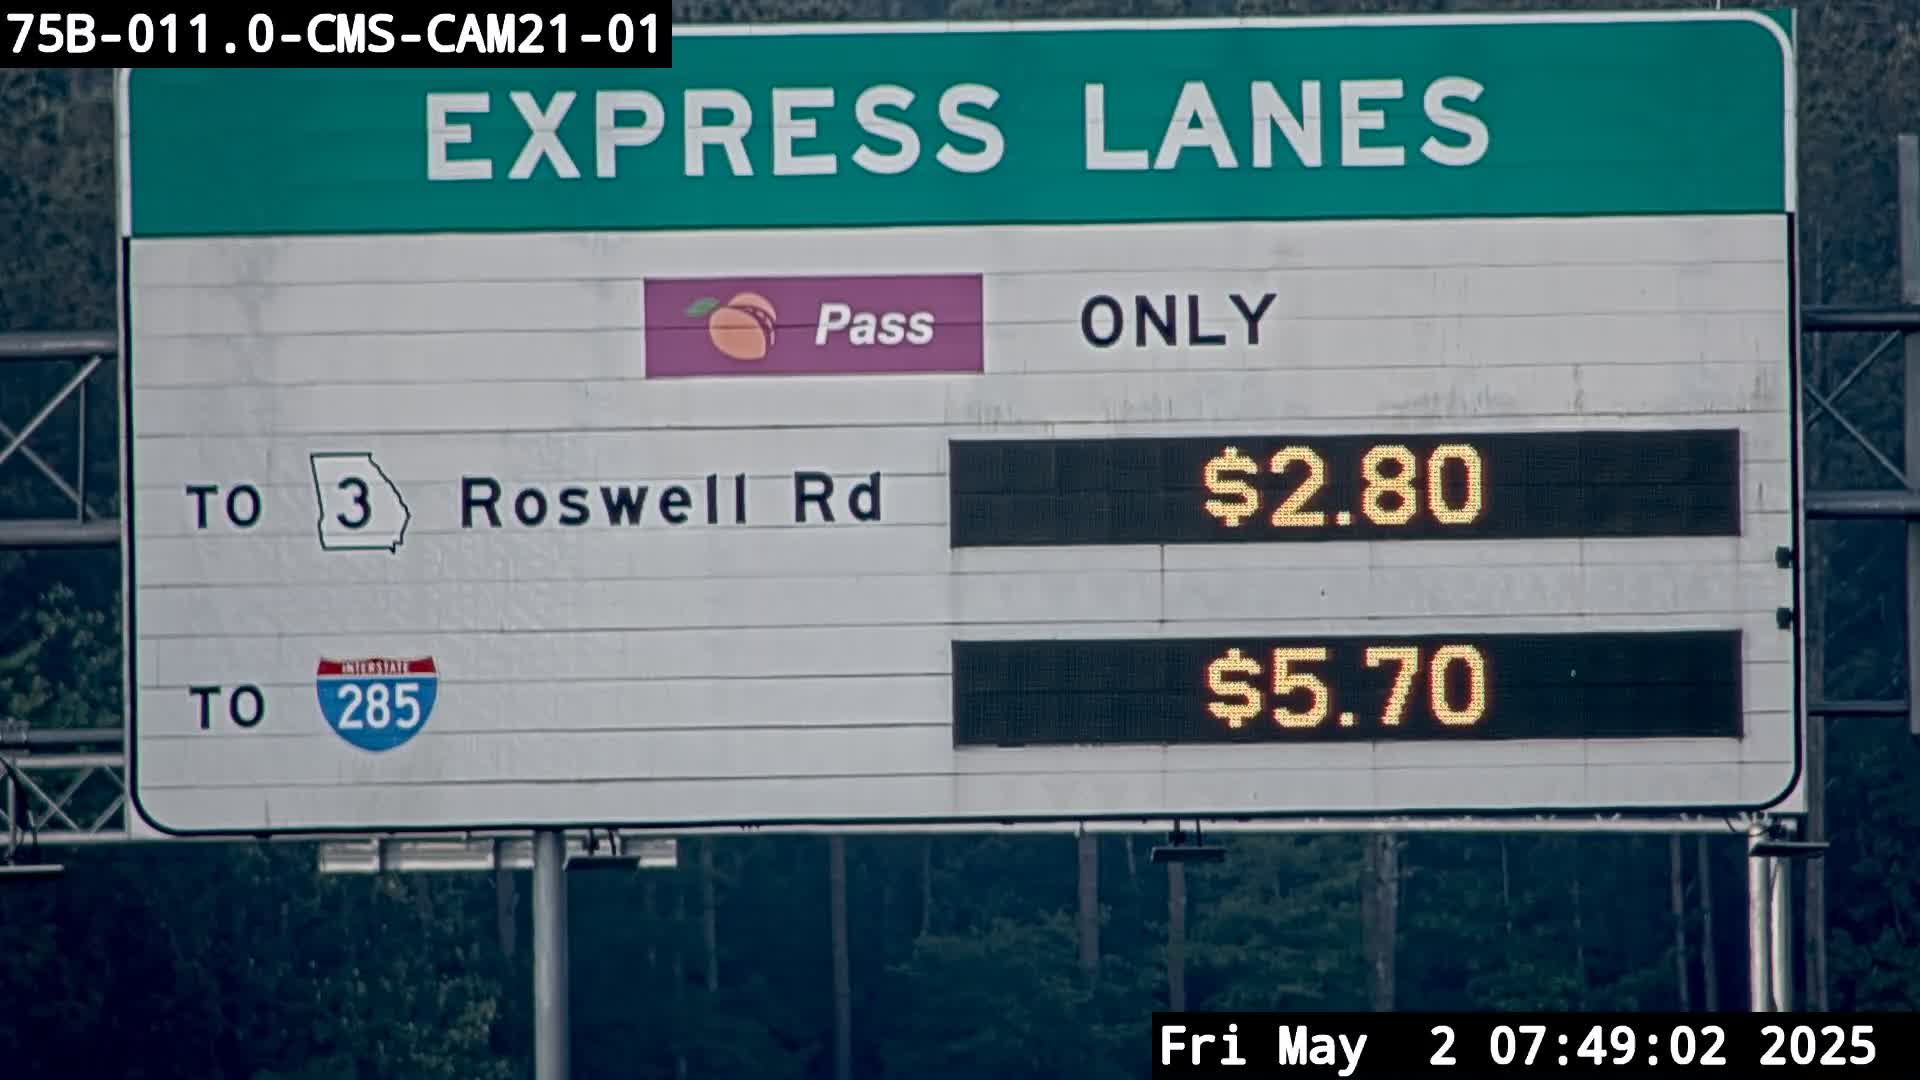 75B-011.0-CMS-CAM21-01
EXPRESS LANES
Pass ONLY
TO 3 Roswell Rd $2.80
INTERSTATE
TO 285 $5.70
Fri May 2 07:49:02 2025